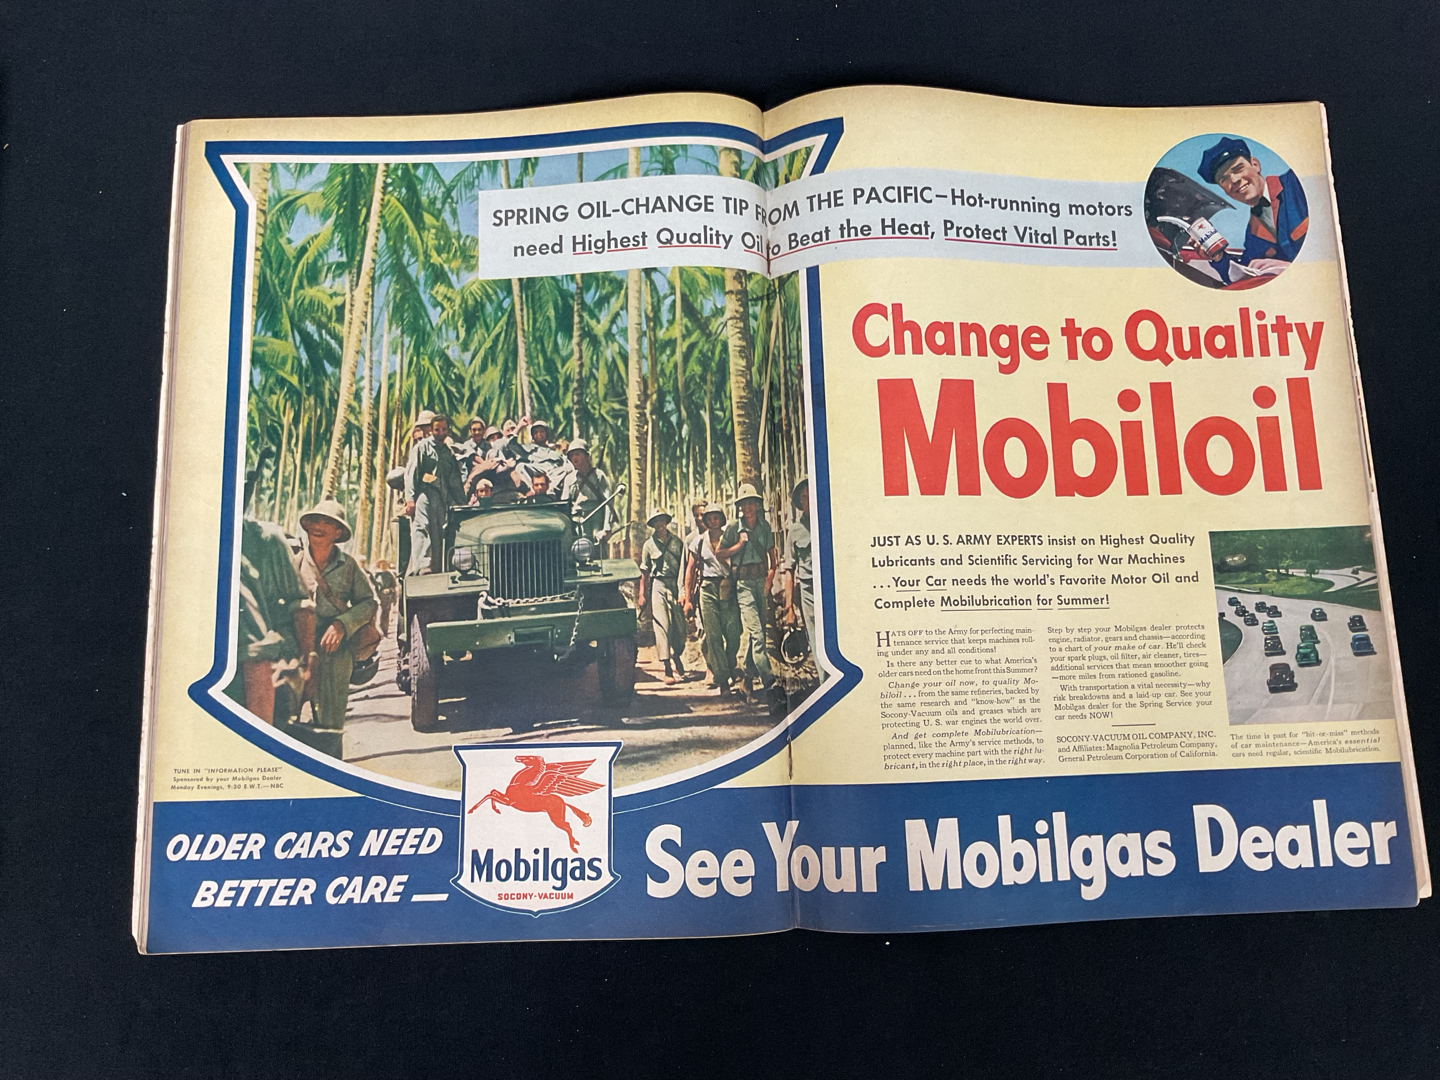 SPRING OIL-CHANGE TIP FROM THE PACIFIC—Hot-running motors
need Highest Quality Oil to Beat the Heat, Protect Vital Parts!
Change to Quality
Mobiloil
JUST AS U. S. ARMY EXPERTS insist on Highest Quality
Lubricants and Scientific Servicing for War Machines
...Your Car needs the world's Favorite Motor Oil and
Complete Mobilubrication for Summer!
HATS OFF to the Army for perfecting main-
tenance service that keeps machines roll-
ing under any and all conditions!
Is there any better cue to what America's
older cars need on the home front this Summer?
Change your oil now, to quality Mo-
biloil...from the same refineries, backed by
the same research and "know-how" as the
Socony-Vacuum oils and greases which are
protecting U. S. war engines the world over.
And get complete Mobilubrication—
planned, like the Army's service methods, to
protect every machine part with the right lu-
bricant, in the right place, in the right way.
Step by step your Mobilgas dealer protects
engine, radiator, gears and chassis—according
to a chart of your make of car. He'll check
your spark plugs, oil filter, air cleaner, tires—
additional services that mean smoother going
—more miles from rationed gasoline.
With transportation a vital necessity—why
risk breakdowns and a laid-up car. See your
Mobilgas dealer for the Spring Service your
car needs NOW!
SOCONY-VACUUM OIL COMPANY, INC.
and Affiliates: Magnolia Petroleum Company,
General Petroleum Corporation of California.
The time is past for "hit-or-miss" methods
of car maintenance—America's essential
cars need regular, scientific Mobilubrication.
TUNE IN "INFORMATION PLEASE"
Sponsored by your Mobilgas Dealer
Monday Evenings, 9:30 E.W.T.—NBC
OLDER CARS NEED
BETTER CARE—
Mobilgas
SOCONY-VACUUM
See Your Mobilgas Dealer